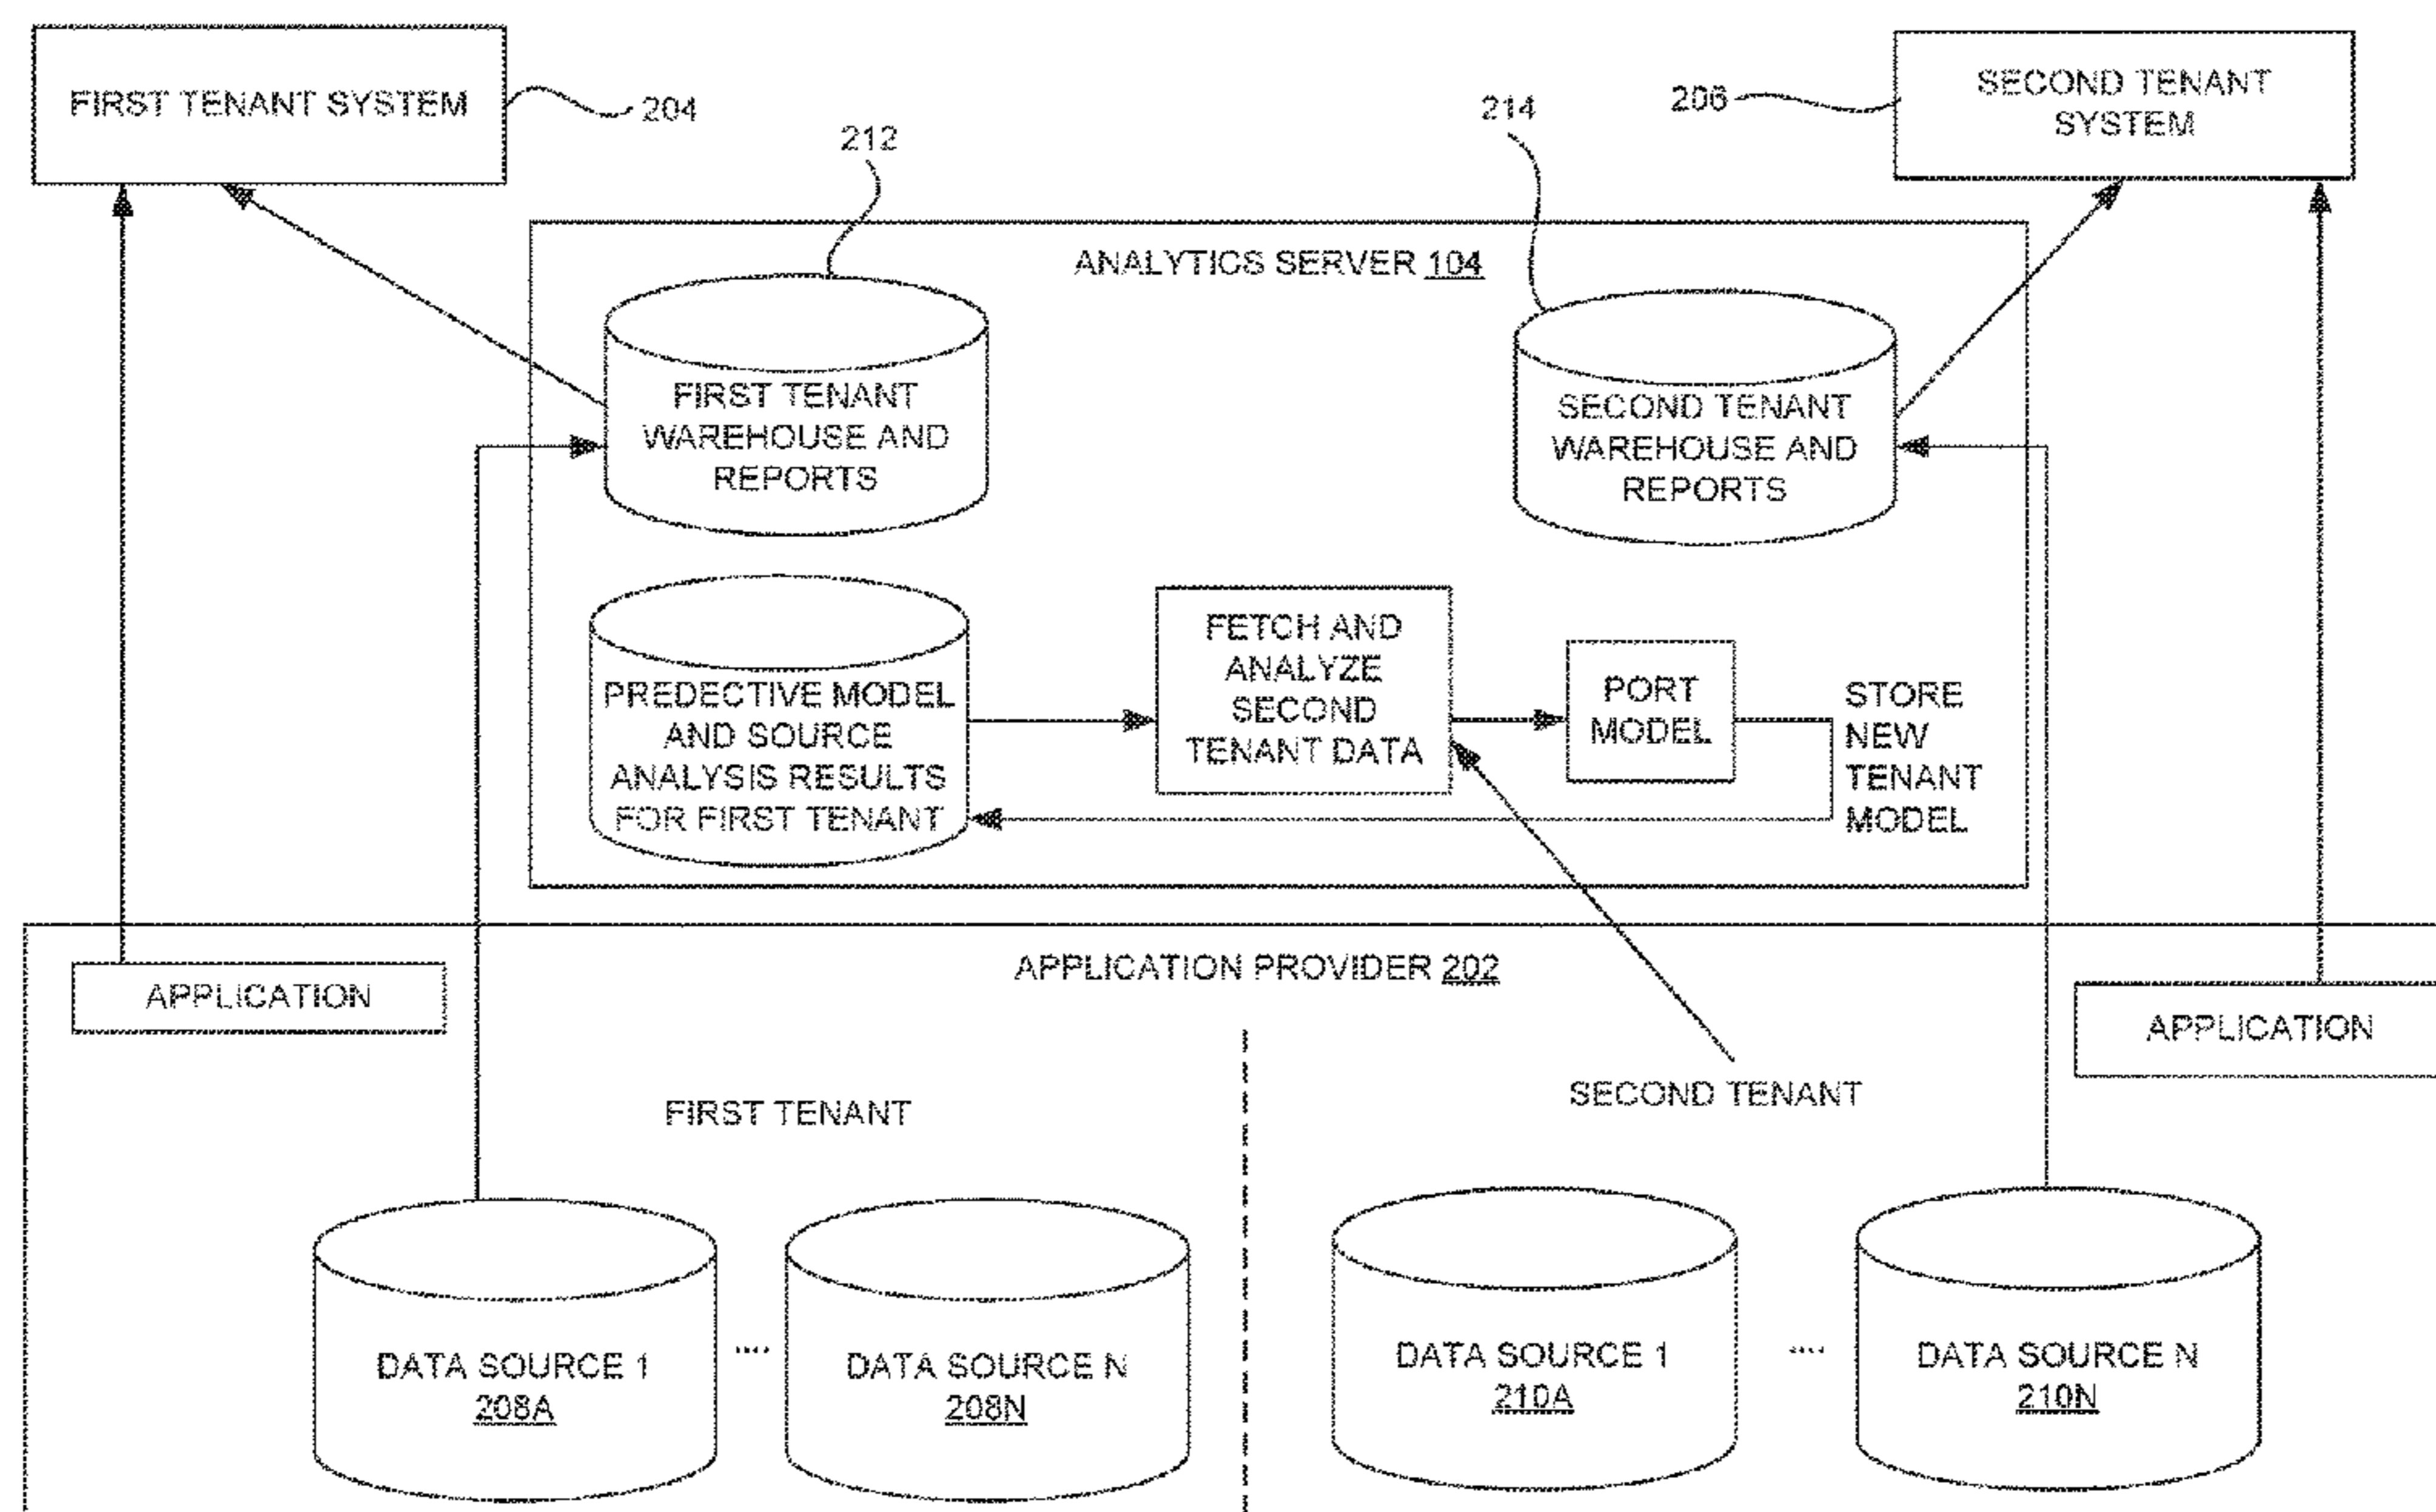 FIRST TENANT SYSTEM
204
212
214
206
SECOND TENANT
SYSTEM
ANALYTICS SERVER 104
FIRST TENANT
WAREHOUSE AND
REPORTS
SECOND TENANT
WAREHOUSE AND
REPORTS
PREDECTIVE MODEL
AND SOURCE
ANALYSIS RESULTS
FOR FIRST TENANT
FETCH AND
ANALYZE
SECOND
TENANT DATA
PORT
MODEL
STORE
NEW
TENANT
MODEL
APPLICATION PROVIDER 202
APPLICATION
APPLICATION
FIRST TENANT
SECOND TENANT
DATA SOURCE 1
208A
....
DATA SOURCE N
208N
DATA SOURCE 1
210A
....
DATA SOURCE N
210N